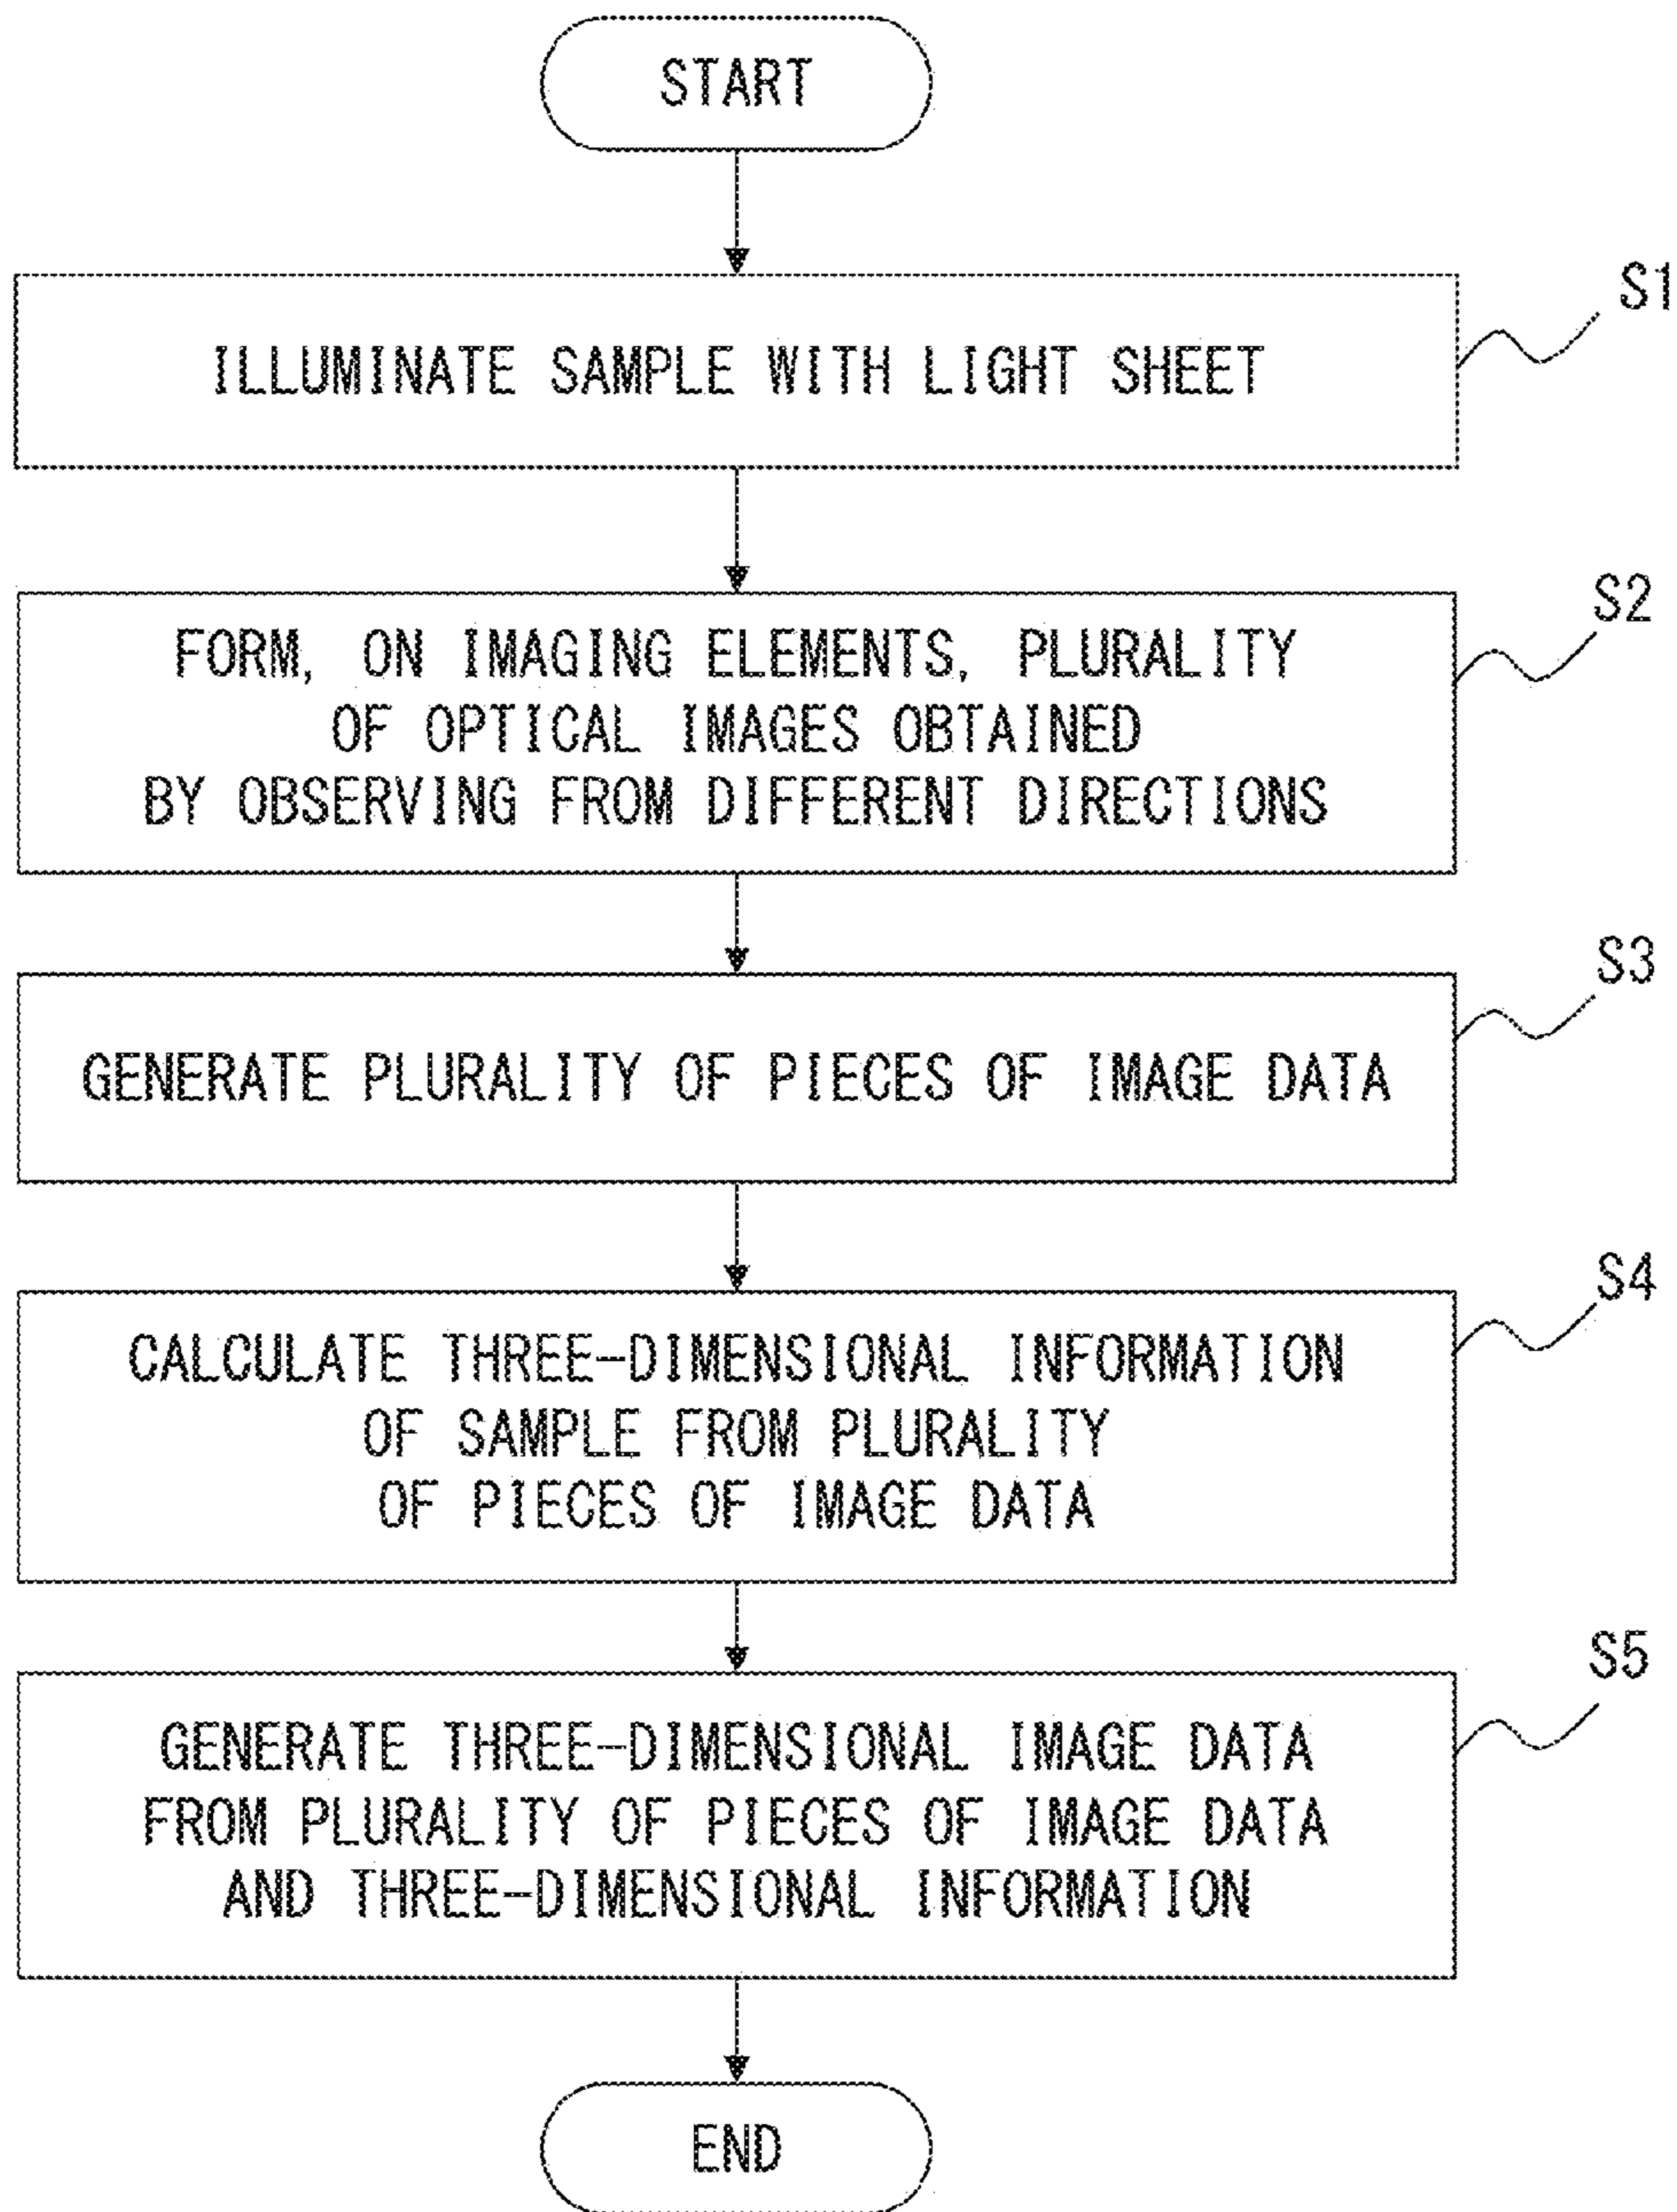 START
S1
ILLUMINATE SAMPLE WITH LIGHT SHEET
S2
FORM, ON IMAGING ELEMENTS, PLURALITY
OF OPTICAL IMAGES OBTAINED
BY OBSERVING FROM DIFFERENT DIRECTIONS
S3
GENERATE PLURALITY OF PIECES OF IMAGE DATA
S4
CALCULATE THREE-DIMENSIONAL INFORMATION
OF SAMPLE FROM PLURALITY
OF PIECES OF IMAGE DATA
S5
GENERATE THREE-DIMENSIONAL IMAGE DATA
FROM PLURALITY OF PIECES OF IMAGE DATA
AND THREE-DIMENSIONAL INFORMATION
END